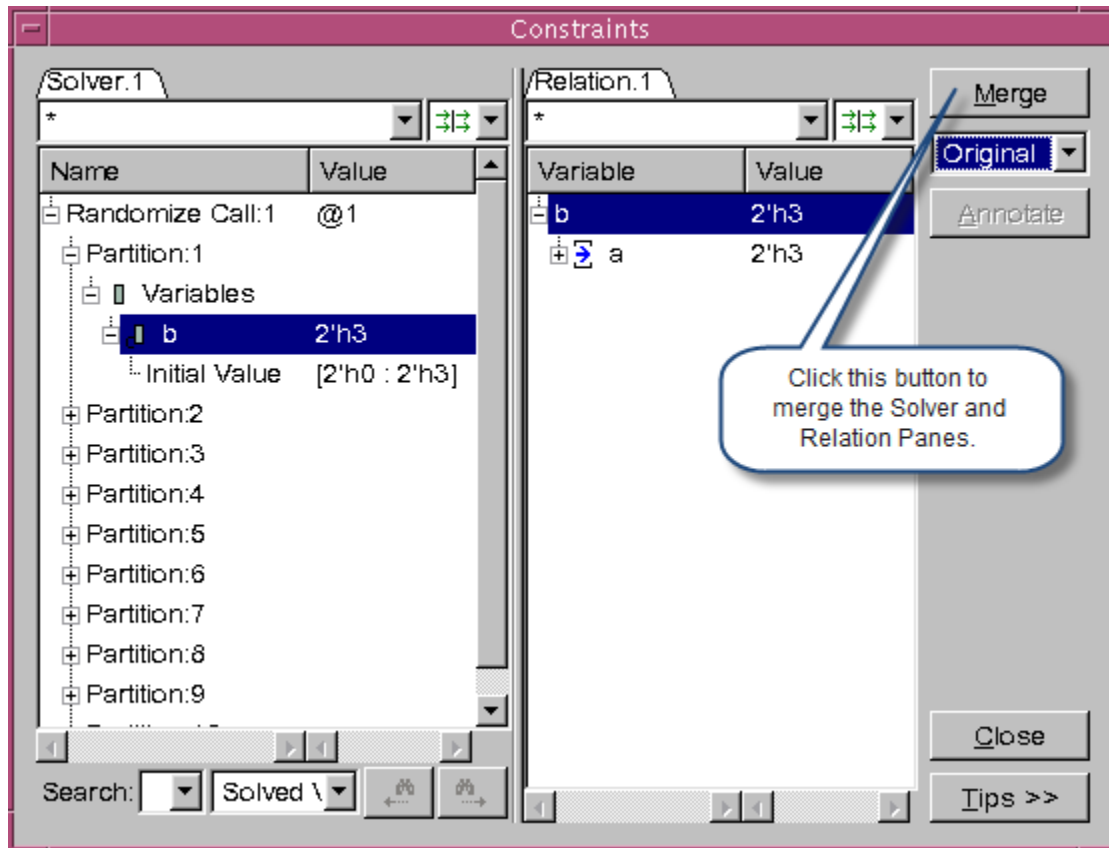 Constraints
Solver.1
*
Name Value
Randomize Call:1 @1
Partition:1
Variables
b 2'h3
Initial Value [2'h0 : 2'h3]
Partition:2
Partition:3
Partition:4
Partition:5
Partition:6
Partition:7
Partition:8
Partition:9
Search: Solved
Relation.1
*
Variable Value
b 2'h3
a 2'h3
Merge
Original
Annotate
Click this button to
merge the Solver and
Relation Panes.
Close
Tips >>